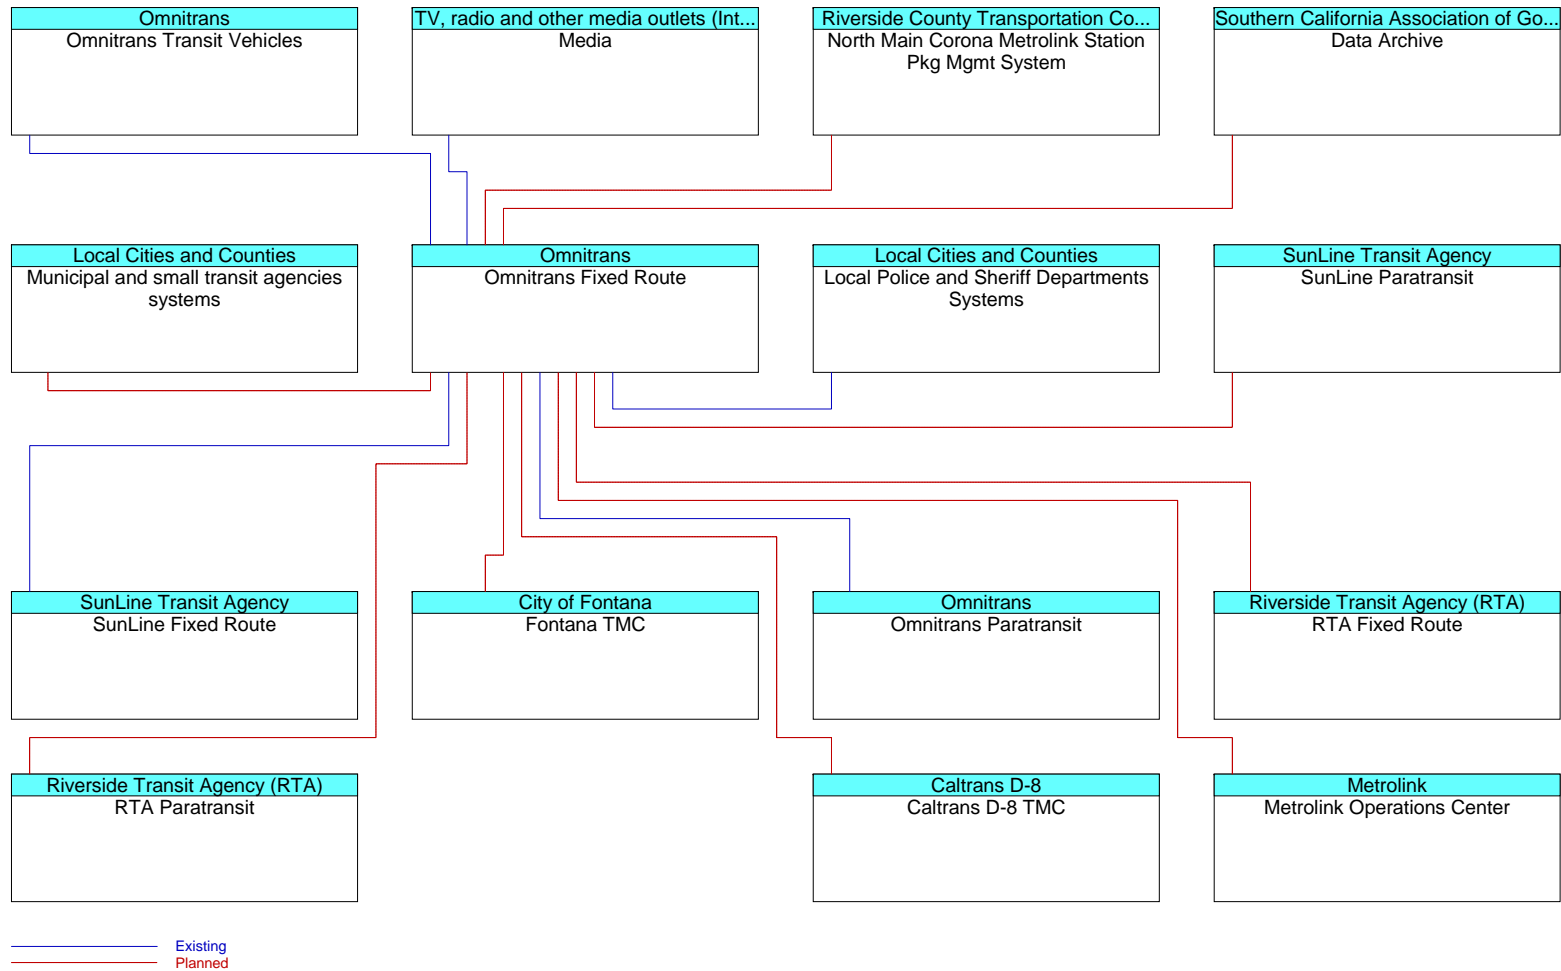 Omnitrans
Omnitrans Transit Vehicles
TV, radio and other media outlets (Int...
Media
Riverside County Transportation Co...
North Main Corona Metrolink Station
Pkg Mgmt System
Southern California Association of Go...
Data Archive
Local Cities and Counties
Municipal and small transit agencies
systems
Omnitrans
Omnitrans Fixed Route
Local Cities and Counties
Local Police and Sheriff Departments
Systems
SunLine Transit Agency
SunLine Paratransit
SunLine Transit Agency
SunLine Fixed Route
City of Fontana
Fontana TMC
Omnitrans
Omnitrans Paratransit
Riverside Transit Agency (RTA)
RTA Fixed Route
Riverside Transit Agency (RTA)
RTA Paratransit
Caltrans D-8
Caltrans D-8 TMC
Metrolink
Metrolink Operations Center
Existing
Planned